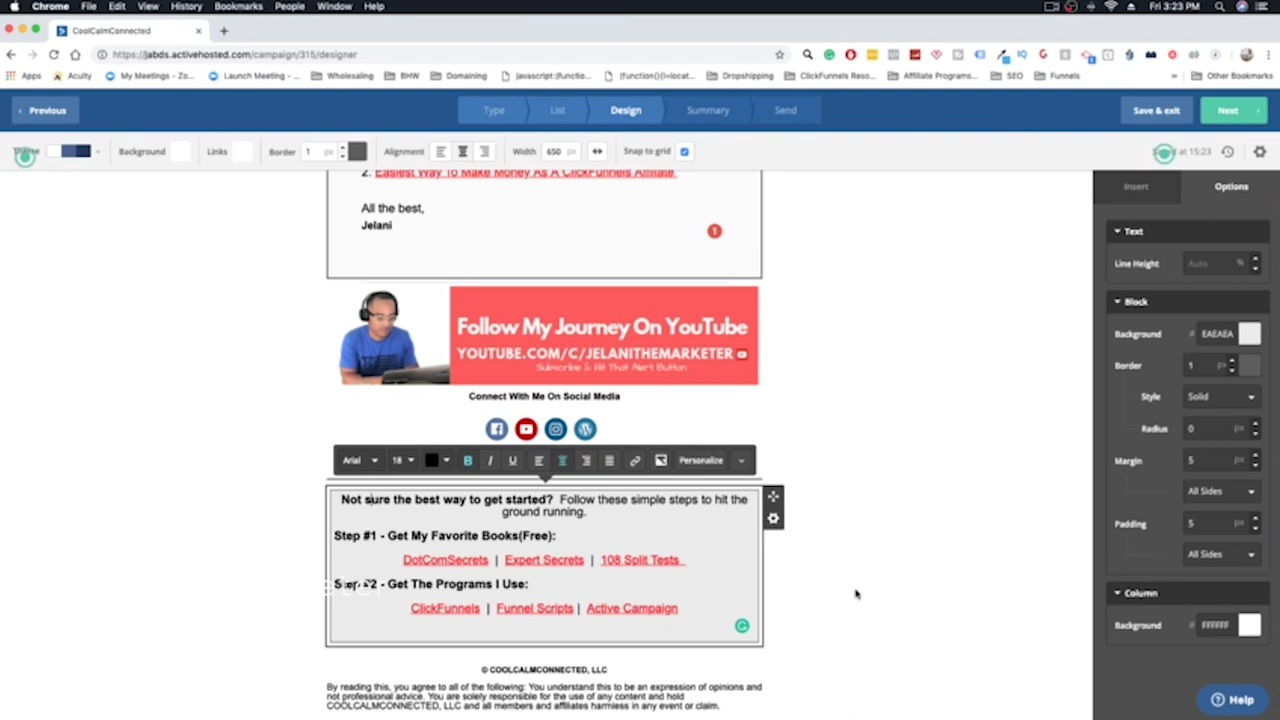 Chrome File Edit View History Bookmarks People Window Help
Fri 3:23 PM
CoolCalmConnected
https://jabds.activehosted.com/campaign/315/designer
Apps Acuity My Meetings - Zo... Launch Meeting - ... Wholesaling BHW Domaining javascript:(functio... (function(){l=locat... Dropshipping ClickFunnels Reso... Affiliate Programs... SEO Funnels » Other Bookmarks
Previous Type List Design Summary Send Save & exit Next
Background Links Border 1 px Alignment Width 650 px Snap to grid at 15:23
Insert Options
2. Easiest Way To Make Money As A ClickFunnels Affiliate
All the best,
Jelani
1
Follow My Journey On YouTube
YOUTUBE.COM/C/JELANITHEMARKETER
Subscribe & Hit That Alert Button
Connect With Me On Social Media
Arial 18 B I U Personalize
Not sure the best way to get started? Follow these simple steps to hit the
ground running.
Step #1 - Get My Favorite Books(Free):
DotComSecrets | Expert Secrets | 108 Split Tests
Step #2 - Get The Programs I Use:
ClickFunnels | Funnel Scripts | Active Campaign
© COOLCALMCONNECTED, LLC
By reading this, you agree to all of the following: You understand this to be an expression of opinions and
not professional advice. You are solely responsible for the use of any content and hold
COOLCALMCONNECTED, LLC and all members and affiliates harmless in any event or claim.
Text
Line Height Auto %
Block
Background # EAEAEA
Border 1 px
Style Solid
Radius 0 px
Margin 5 px
All Sides
Padding 5 px
All Sides
Column
Background # FFFFFF
Help